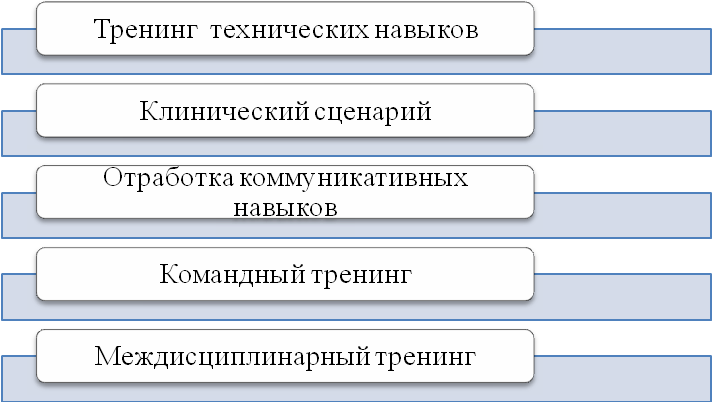 Тренинг технических навыков
Клинический сценарий
Отработка коммуникативных
навыков
Командный тренинг
Междисциплинарный тренинг